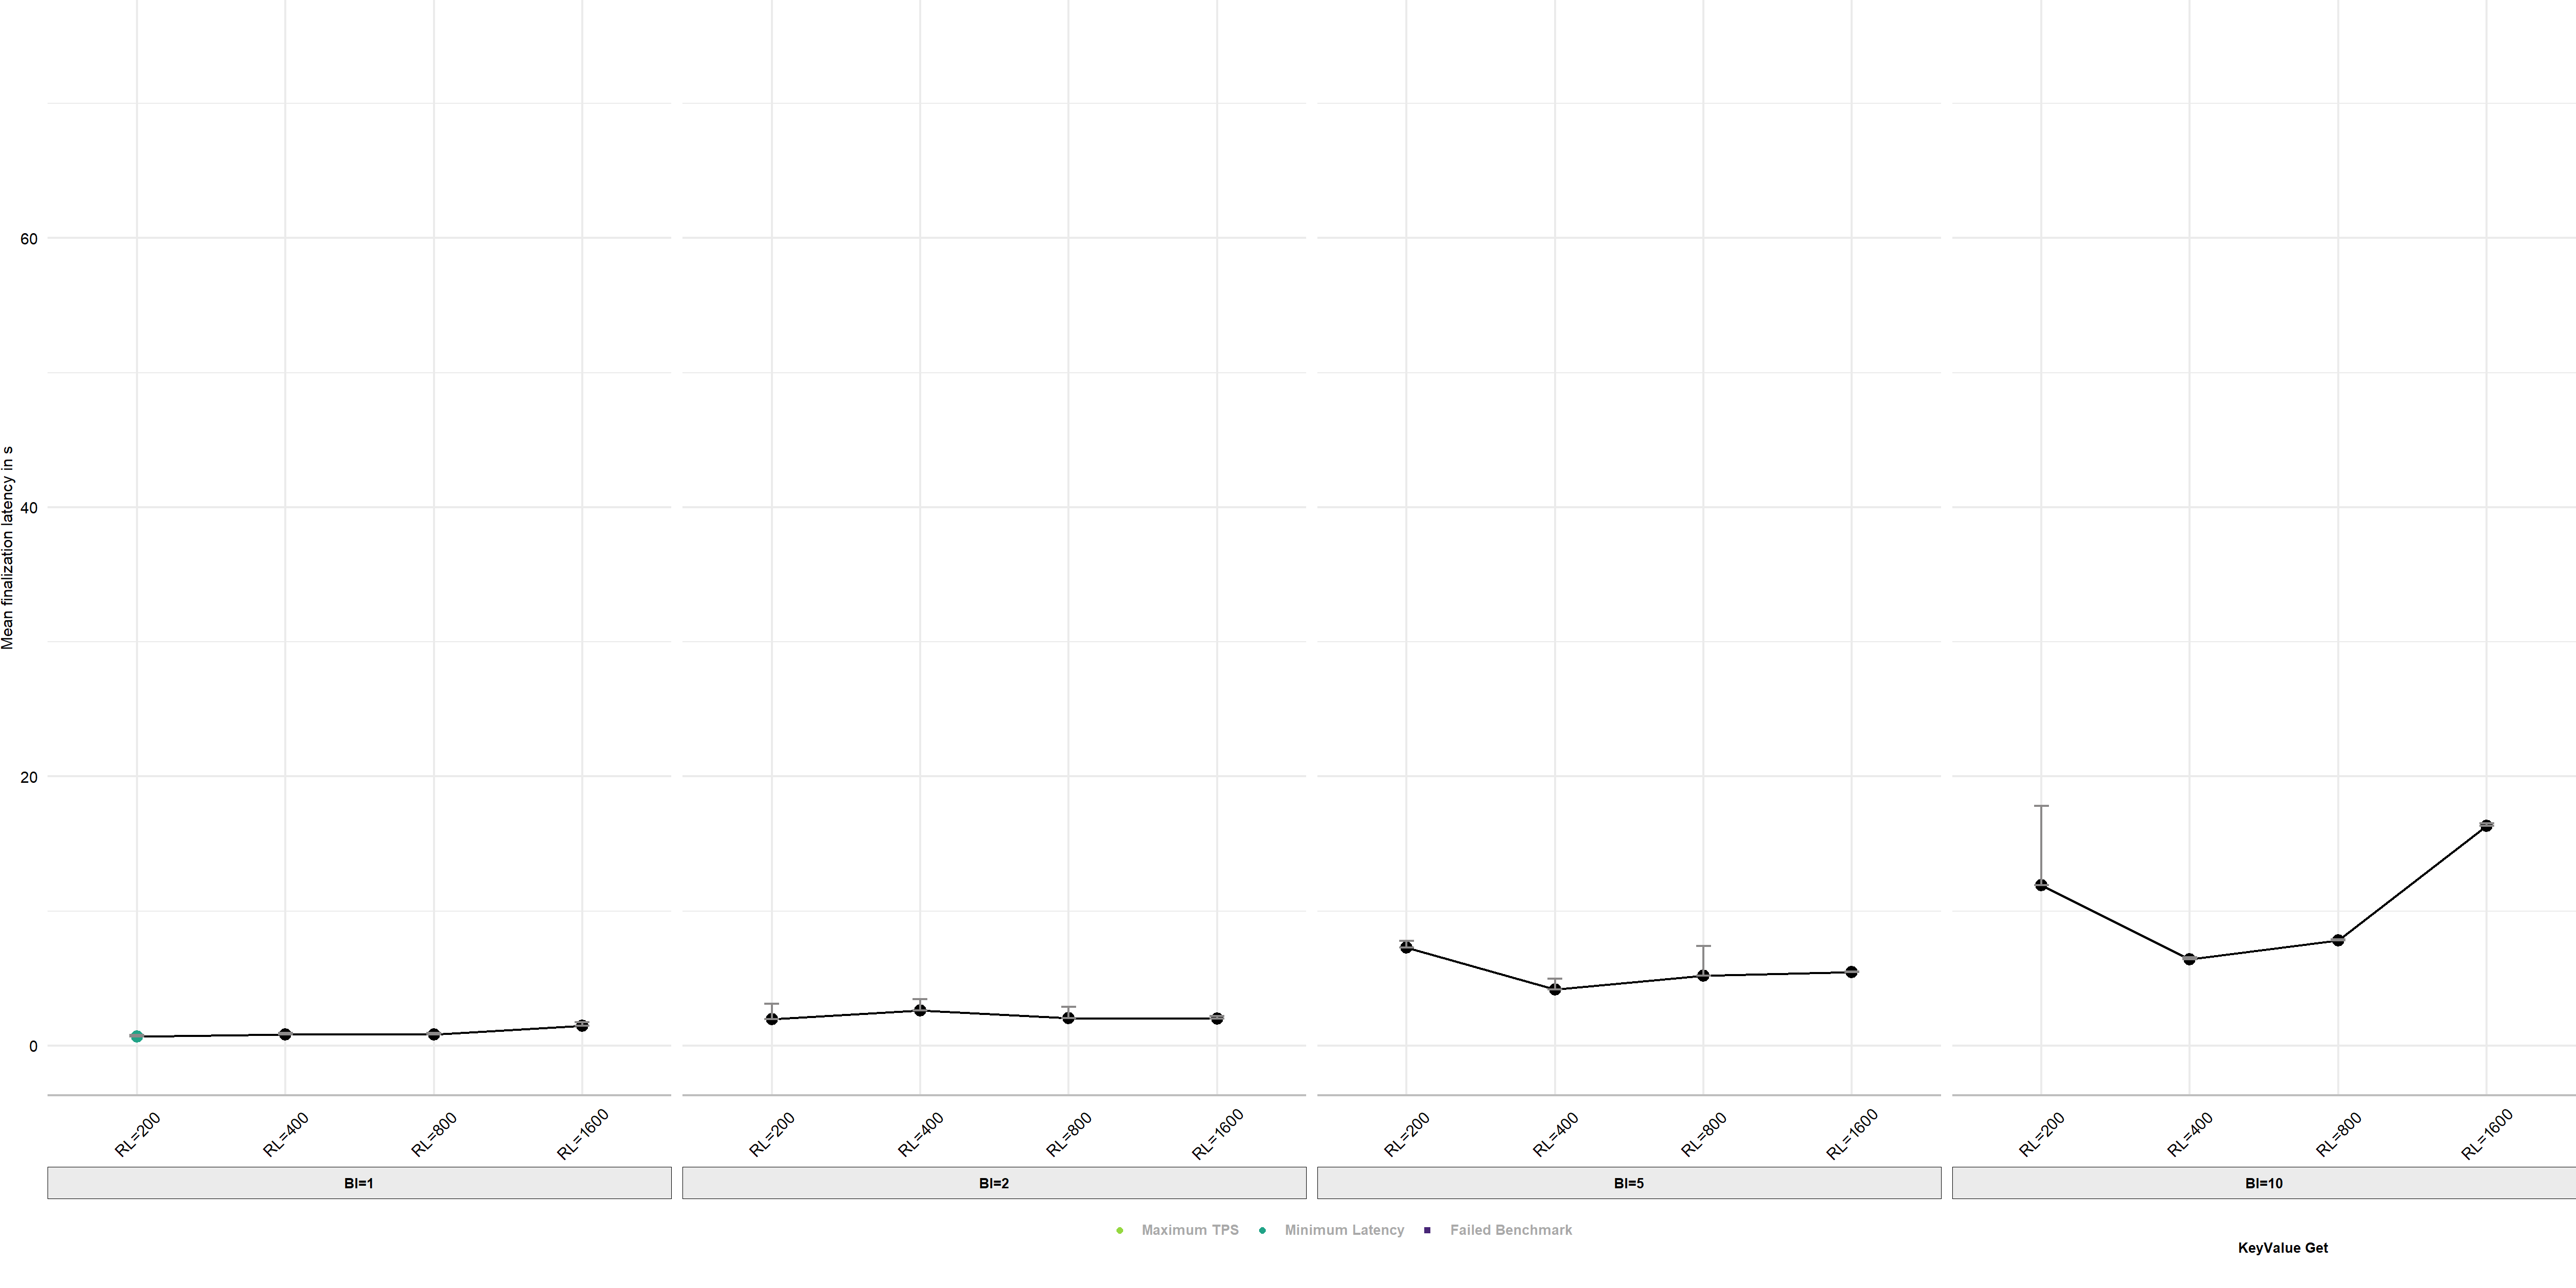 60
40
20
0
Mean finalization latency in s
RL=200 RL=400 RL=800 RL=1600 RL=200 RL=400 RL=800 RL=1600 RL=200 RL=400 RL=800 RL=1600 RL=200 RL=400 RL=800 RL=1600
BI=1 BI=2 BI=5 BI=10
Maximum TPS Minimum Latency Failed Benchmark
KeyValue Get